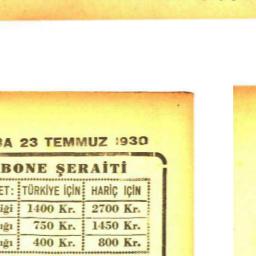 BA 23 TEMMUZ 1930
BONE ŞERAİTİ
ET: TÜRKİYE İÇİN HARİÇ İÇİN
iği 1400 Kr. 2700 Kr.
ığı 750 Kr. 1450 Kr.
ığı 400 Kr. 800 Kr.